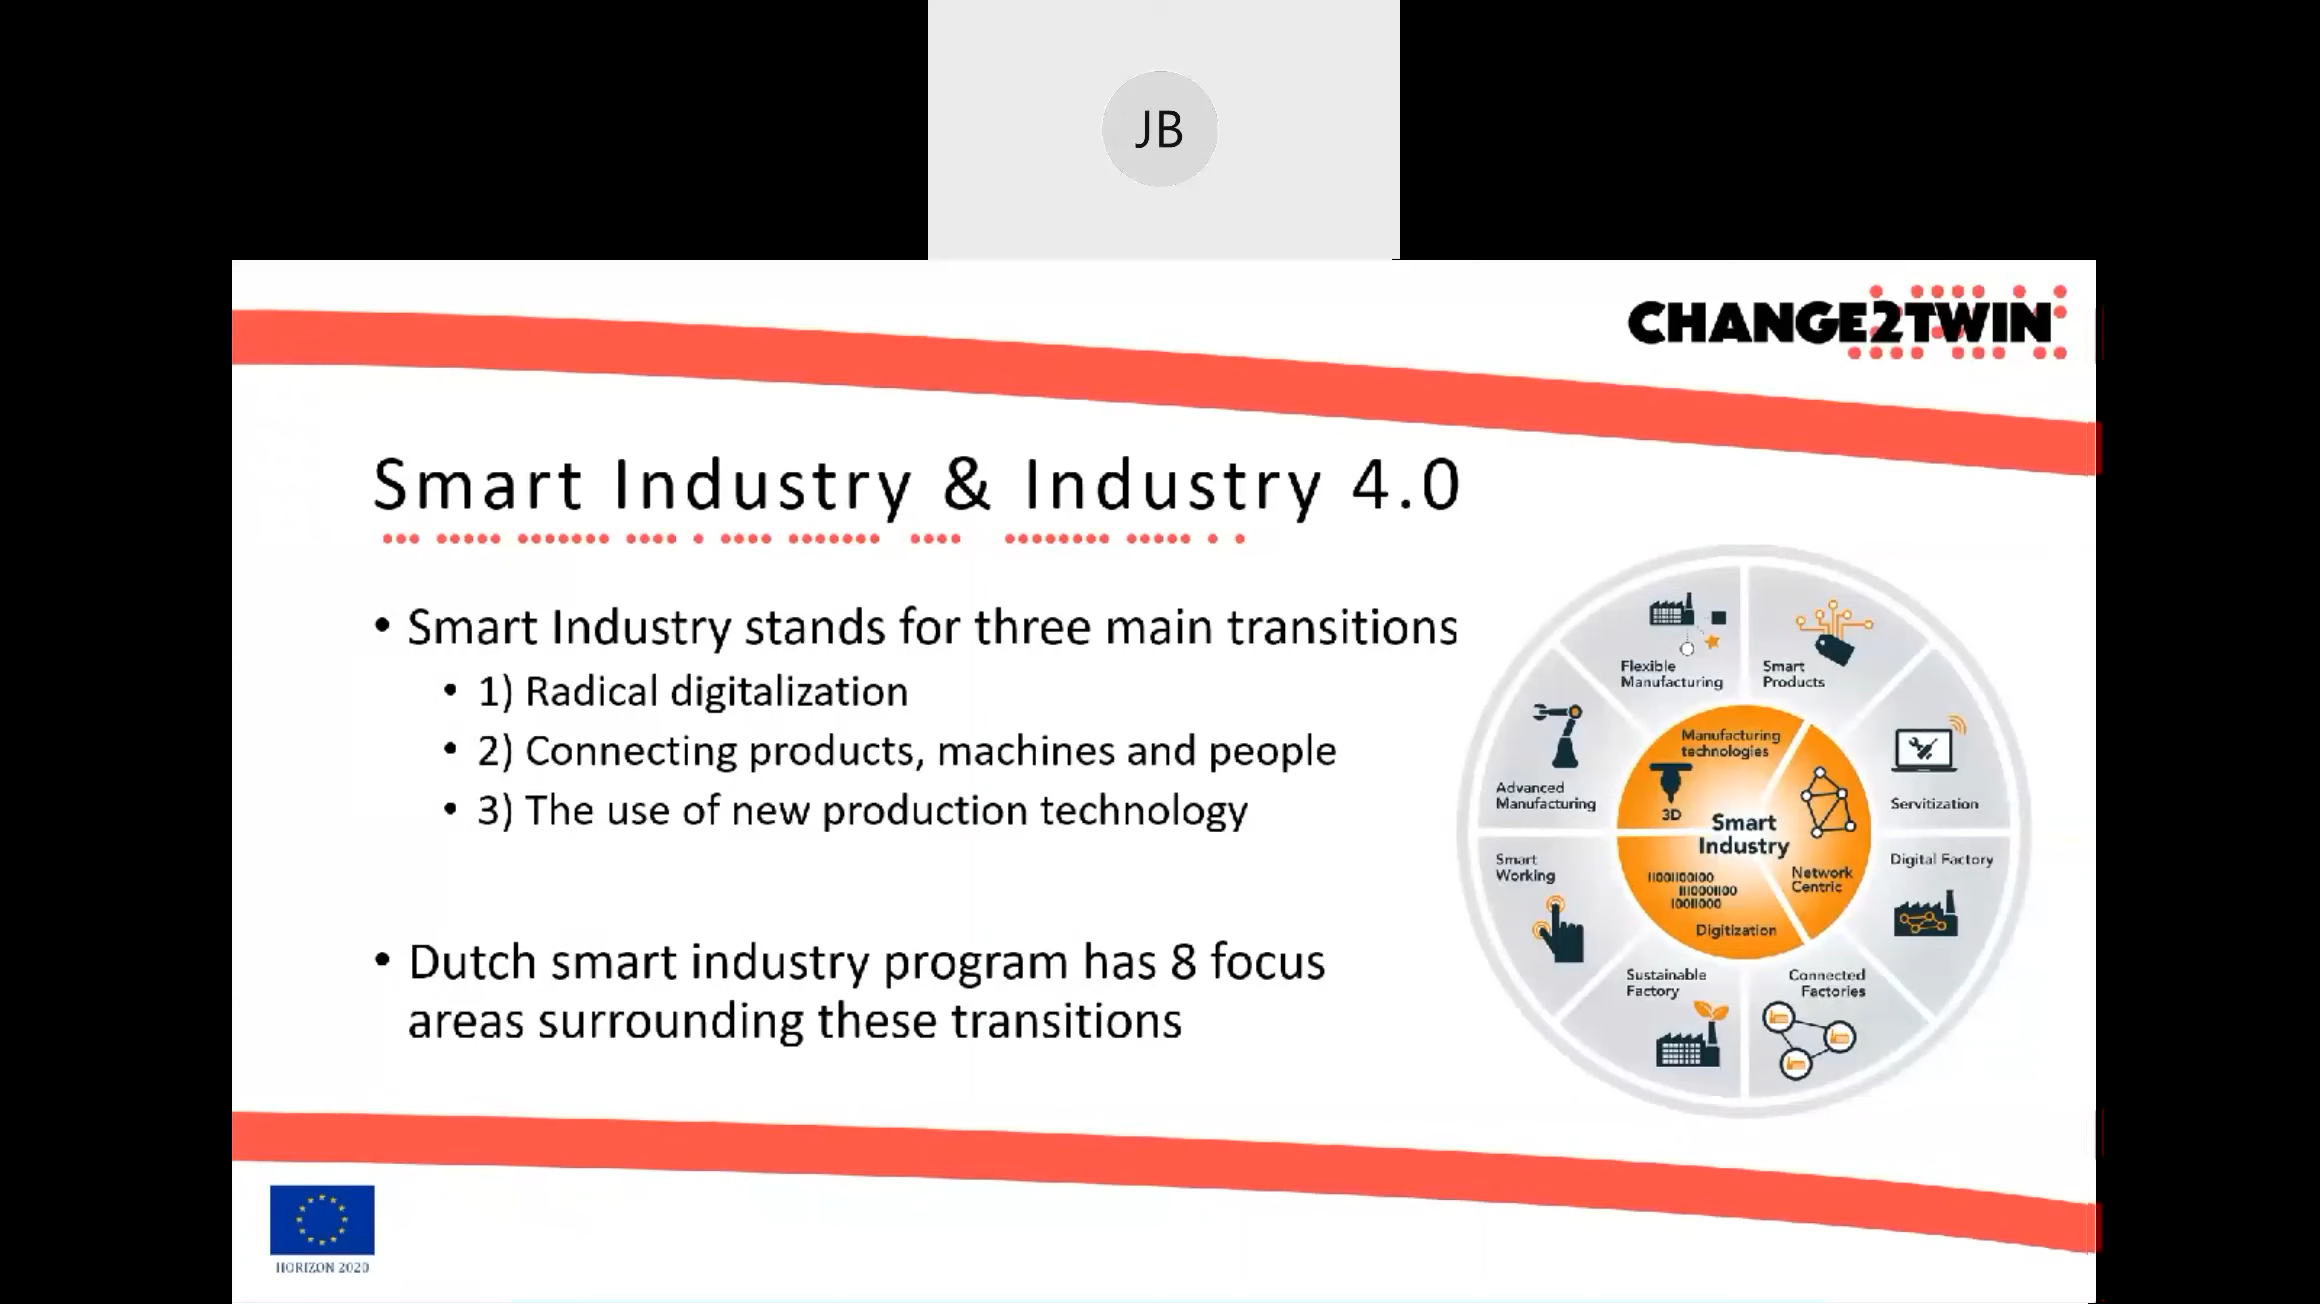 JB
CHANGE2TWIN
Smart Industry & Industry 4.0
• Smart Industry stands for three main transitions
• 1) Radical digitalization
• 2) Connecting products, machines and people
• 3) The use of new production technology
• Dutch smart industry program has 8 focus
areas surrounding these transitions
Flexible
Manufacturing
Smart
Products
Servitization
Digital Factory
Connected
Factories
Sustainable
Factory
Smart
Working
Advanced
Manufacturing
Manufacturing
technologies
3D
Smart
Industry
Network
Centric
11001100100
1110001100
10011000
Digitization
HORIZON 2020